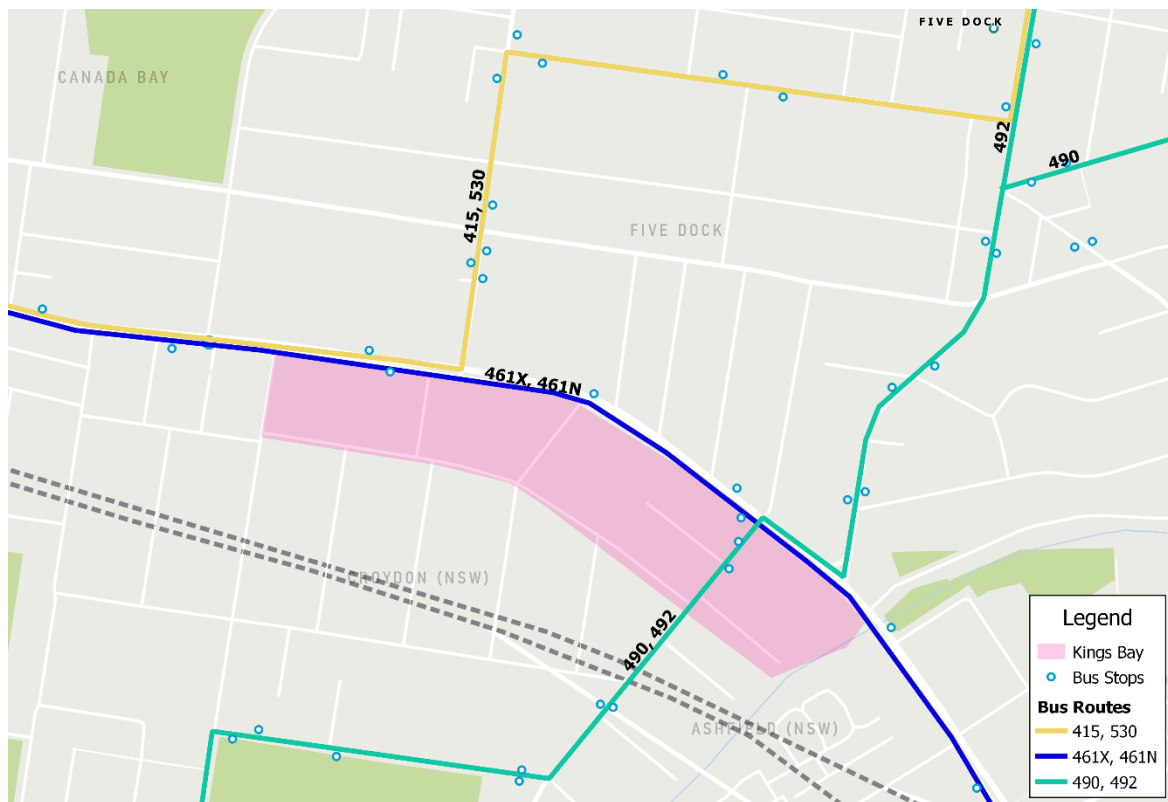 FIVE DOCK
CANADA BAY
492
490
415, 530
FIVE DOCK
461X, 461N
CROYDON (NSW)
490, 492
ASHFIELD (NSW)
Legend
Kings Bay
Bus Stops
Bus Routes
415, 530
461X, 461N
490, 492